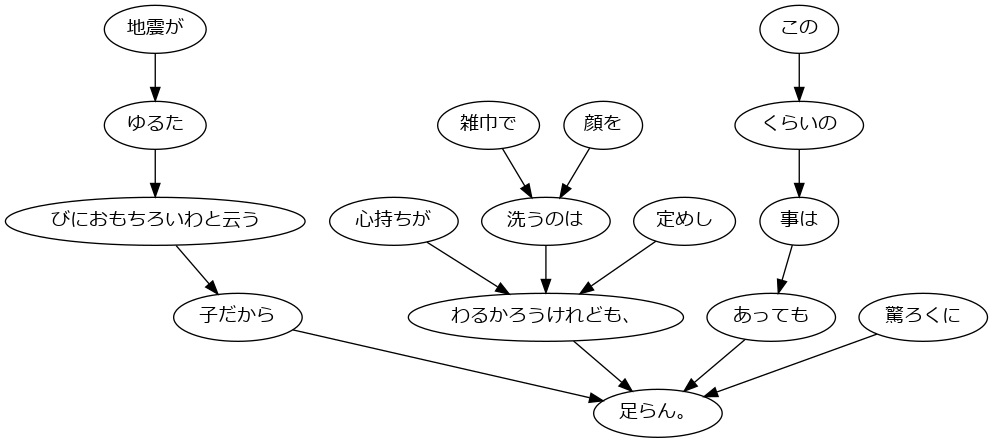 地震が
この
ゆるた
雑巾で
顔を
くらいの
びにおもちろいわと云う
心持ちが
洗うのは
定めし
事は
子だから
わるかろうけれども、
あっても
驚ろくに
足らん。